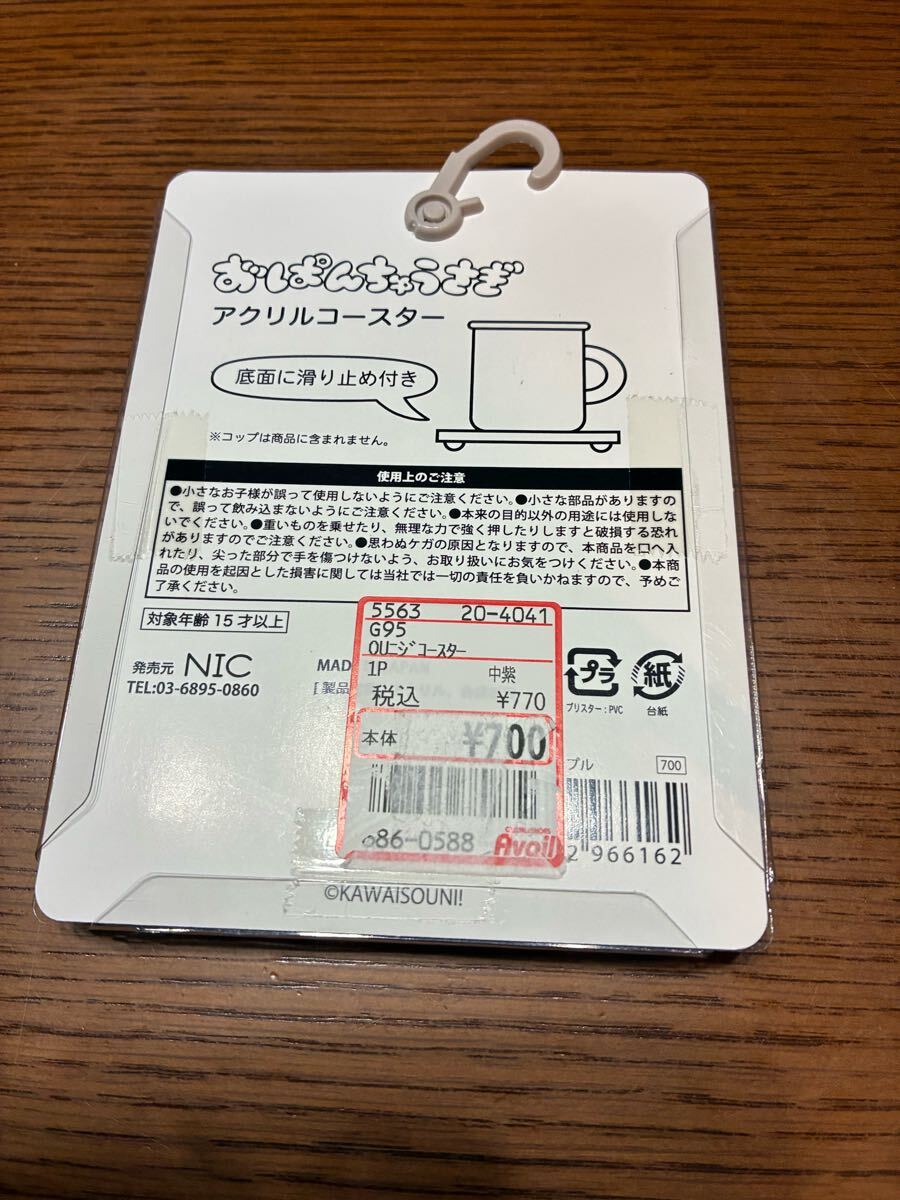 おぱんちゅうさぎ
アクリルコースター
底面に滑り止め付き
※コップは商品に含まれません。
使用上のご注意
●小さなお子様が誤って使用しないようにご注意ください。●小さな部品がありますの
で、誤って飲み込まないようにご注意ください。●本来の目的以外の用途には使用しな
いでください。●重いものを乗せたり、無理な力で強く押したりしますと破損する恐れ
がありますのでご注意ください。●思わぬケガの原因となりますので、本商品を口へ入
れたり、尖った部分で手を傷つけないよう、お取り扱いにお気をつけください。●本商
品の使用を起因とした損害に関しては当社では一切の責任を負いかねますので、予めご
了承ください。
対象年齢15才以上
発売元 NIC
TEL:03-6895-0860
5563 20-4041
G95
OUニジコースター
1P 中紫
税込 ¥770
本体 ¥700
86-0588 Avail
プラ
ブリスター:PVC
紙
台紙
プル 700
2 966162
©KAWAISOUNI!